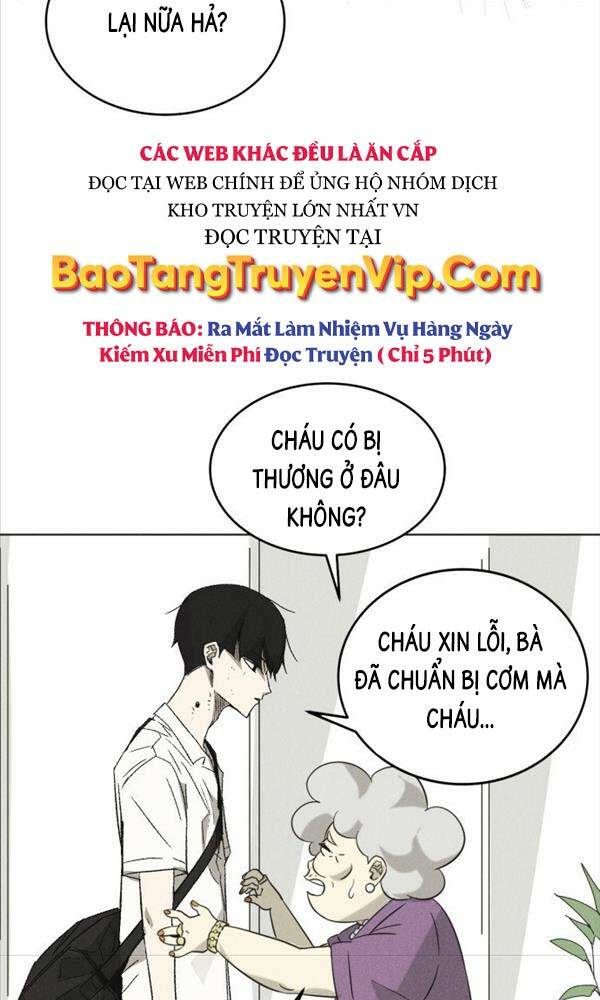 LẠI NỮA HẢ?
CÁC WEB KHÁC ĐỀU LÀ ĂN CẮP
ĐỌC TẠI WEB CHÍNH ĐỂ ỦNG HỘ NHÓM DỊCH
KHO TRUYỆN LỚN NHẤT VN
ĐỌC TRUYỆN TẠI
BaoTangTruyenVip.Com
THÔNG BÁO: Ra Mắt Làm Nhiệm Vụ Hàng Ngày
Kiếm Xu Miễn Phí Đọc Truyện ( Chỉ 5 Phút)
CHÁU CÓ BỊ
THƯƠNG Ở ĐÂU
KHÔNG?
CHÁU XIN LỖI, BÀ
ĐÃ CHUẨN BỊ CƠM MÀ
CHÁU...